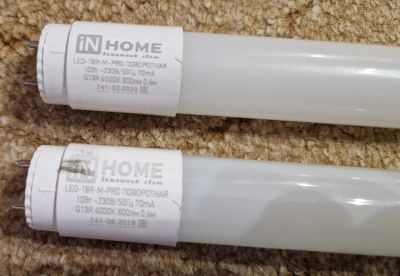 iN HOME
домашний свет
LED-T8R-M-PRO ПОВОРОТНАЯ
10Вт ~230В/50Гц 70mA
G13R 6500K 800лм 0.6м
741-02.2020 EAC
iN HOME
домашний свет
LED-T8R-M-PRO ПОВОРОТНАЯ
10Вт ~230В/50Гц 70mA
G13R 4000K 800лм 0.6м
741-08.2019 EAC